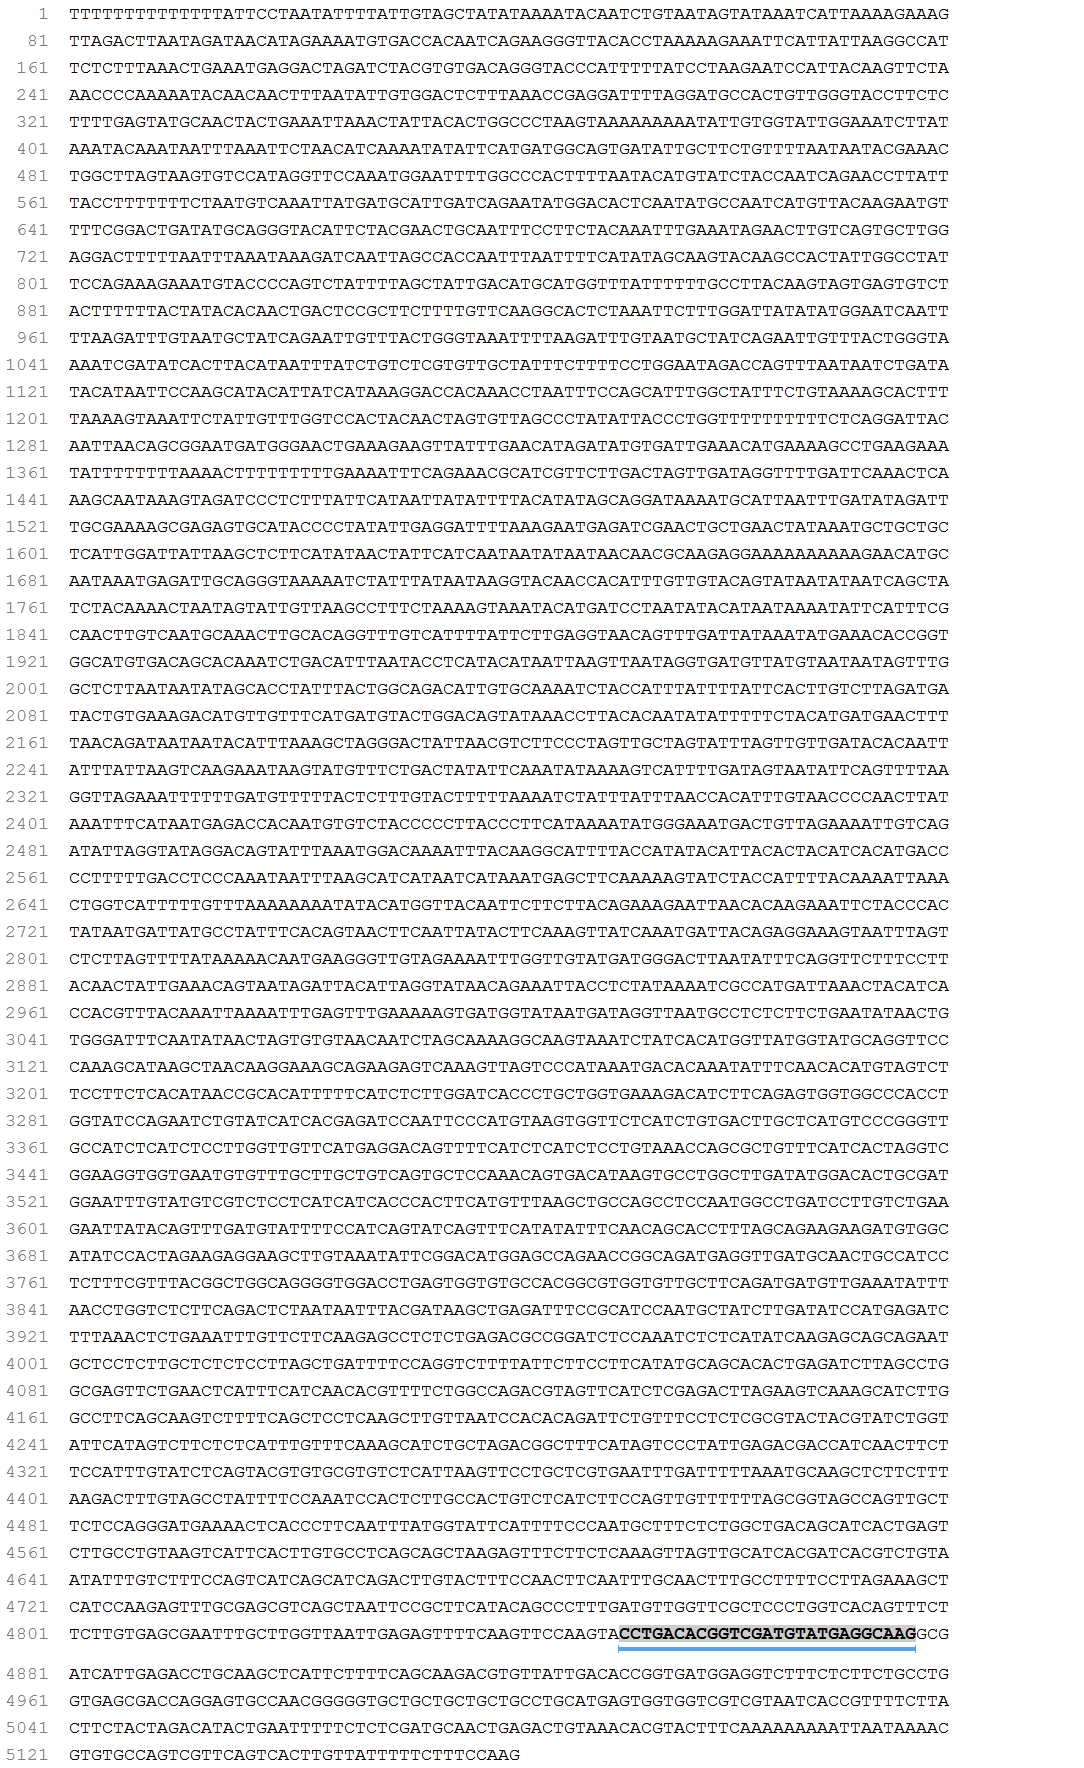 1 TTTTTTTTTTTTTTTATTCCTAATATTTTATTGTAGCTATATAAAATACAATCTGTAATAGTATAAATCATTAAAAGAAAG
81 TTAGACTTAATAGATAACATAGAAAATGTGACCACAATCAGAAGGGTTACACCTAAAAAGAAATTCATTATTAAGGCCAT
161 TCTCTTTAAACTGAAATGAGGACTAGATCTACGTGTGACAGGGTACCCATTTTTATCCTAAGAATCCATTACAAGTTCTA
241 AACCCCAAAAATACAACAACTTTAATATTGTGGACTCTTTAAACCGAGGATTTTAGGATGCCACTGTTGGGTACCTTCTC
321 TTTTGAGTATGCAACTACTGAAATTAAACTATTACACTGGCCCTAAGTAAAAAAAAATATTGTGGTATTGGAAATCTTAT
401 AAATACAAATAATTTAAATTCTAACATCAAAATATATTCATGATGGCAGTGATATTGCTTCTGTTTTAATAATACGAAAC
481 TGGCTTAGTAAGTGTCCATAGGTTCCAAATGGAATTTTGGCCCACTTTTAATACATGTATCTACCAATCAGAACCTTATT
561 TACCTTTTTTTCTAATGTCAAATTATGATGCATTGATCAGAATATGGACACTCAATATGCCAATCATGTTACAAGAATGT
641 TTTCGGACTGATATGCAGGGTACATTCTACGAACTGCAATTTCCTTCTACAAATTTGAAATAGAACTTGTCAGTGCTTGG
721 AGGACTTTTTAATTTAAATAAAGATCAATTAGCCACCAATTTAATTTTCATATAGCAAGTACAAGCCACTATTGGCCTAT
801 TCCAGAAAGAAATGTACCCCAGTCTATTTTAGCTATTGACATGCATGGTTTATTTTTTGCCTTACAAGTAGTGAGTGTCT
881 ACTTTTTTACTATACACAACTGACTCCGCTTCTTTTGTTCAAGGCACTCTAAATTCTTTGGATTATATATGGAATCAATT
961 TTAAGATTTGTAATGCTATCAGAATTGTTTACTGGGTAAATTTTAAGATTTGTAATGCTATCAGAATTGTTTACTGGGTA
1041 AAATCGATATCACTTACATAATTTATCTGTCTCGTGTTGCTATTTCTTTTCCTGGAATAGACCAGTTTAATAATCTGATA
1121 TACATAATTCCAAGCATACATTATCATAAAGGACCACAAACCTAATTTCCAGCATTTGGCTATTTCTGTAAAAGCACTTT
1201 TAAAAGTAAATTCTATTGTTTGGTCCACTACAACTAGTGTTAGCCCTATATTACCCTGGTTTTTTTTTTCTCAGGATTAC
1281 AATTAACAGCGGAATGATGGGAACTGAAAGAAGTTATTTGAACATAGATATGTGATTGAAACATGAAAAGCCTGAAGAAA
1361 TATTTTTTTTTAAAACTTTTTTTTTGAAAATTTCAGAAACGCATCGTTCTTGACTAGTTGATAGGTTTTGATTCAAACTCA
1441 AAGCAATAAAGTAGATCCCTCTTTATTCATAATTATATTTTACATATAGCAGGATAAAATGCATTAATTTGATATAGATT
1521 TGCGAAAAGCGAGAGTGCATACCCCTATATTGAGGATTTTAAAGAATGAGATCGAACTGCTGAACTATAAATGCTGCTGC
1601 TCATTGGATTATTAAGCTCTTCATATAACTATTCATCAATAATATAATAACAACGCAAGAGGAAAAAAAAAAGAACATGC
1681 AATAAATGAGATTGCAGGGTAAAAATCTATTTATAATAAGGTACAACCACATTTGTTGTACAGTATAATATAATCAGCTA
1761 TCTACAAAACTAATAGTATTGTTAAGCCTTTCTAAAAGTAAATACATGATCCTAATATACATAATAAAATATTCATTTCG
1841 CAACTTGTCAATGCAAACTTGCACAGGTTTGTCATTTTATTCTTGAGGTAACAGTTTGATTATAAATATGAAACACCGGT
1921 GGCATGTGACAGCACAAATCTGACATTTAATACCTCATACATAATTAAGTTAATAGGTGATGTTATGTAATAATAGTTTG
2001 GCTCTTAATAATATAGCACCTATTTACTGGCAGACATTGTGCAAAATCTACCATTTATTTTATTCACTTGTCTTAGATGA
2081 TACTGTGAAAGACATGTTGTTTCATGATGTACTGGACAGTATAAACCTTACACAATATATTTTTCTACATGATGAACTTT
2161 TAACAGATAATAATACATTTAAAGCTAGGGACTATTAACGTCTTCCCTAGTTGCTAGTATTTAGTTGTTGATACACAATT
2241 ATTTATTAAGTCAAGAAATAAGTATGTTTCTGACTATATTCAAATATAAAAGTCATTTTGATAGTAATATTCAGTTTTAA
2321 GGTTAGAAATTTTTTGATGTTTTTACTCTTTGTACTTTTTAAAATCTATTTATTTAACCACATTTGTAACCCCAACTTAT
2401 AAATTTCATAATGAGACCACAATGTGTCTACCCCCTTACCCTTCATAAAATATGGGAAATGACTGTTAGAAAATTGTCAG
2481 ATATTAGGTATAGGACAGTATTTAAATGGACAAAATTTACAAGGCATTTTACCATATACATTACACTACATCACATGACC
2561 CCTTTTTGACCTCCCAAATAATTTAAGCATCATAATCATAAATGAGCTTCAAAAAGTATCTACCATTTTACAAAATTAAA
2641 CTGGTCATTTTTGTTTAAAAAAAATATACATGGTTACAATTCTTCTTACAGAAAGAATTAACACAAGAAATTCTACCCAC
2721 TATAATGATTATGCCTATTTCACAGTAACTTCAATTATACTTCAAAGTTATCAAATGATTACAGAGGAAAGTAATTTAGT
2801 CTCTTAGTTTTATAAAAACAATGAAGGGTTGTAGAAAATTTGGTTGTATGATGGGACTTAATATTTCAGGTTCTTTCCTT
2881 ACAACTATTGAAACAGTAATAGATTACATTAGGTATAACAGAAATTACCTCTATAAAATCGCCATGATTAAACTACATCA
2961 CCACGTTTACAAATTAAAATTTGAGTTTGAAAAAGTGATGGTATAATGATAGGTTAATGCCTCTCTTCTGAATATAACTG
3041 TGGGATTTCAATATAACTAGTGTGTAACAATCTAGCAAAAGGCAAGTAAATCTATCACATGGTTATGGTATGCAGGTTCC
3121 CAAAGCATAAGCTAACAAGGAAAGCAGAAGAGTCAAAGTTAGTCCCATAAATGACACAAATATTTCAACACATGTAGTCT
3201 TCCTTCTCACATAACCGCACATTTTTCATCTCTTGGATCACCCTGCTGGTGAAAGACATCTTCAGAGTGGTGGCCCACCT
3281 GGTATCCAGAATCTGTATCATCACGAGATCCAATTCCCATGTAAGTGGTTCTCATCTGTGACTTGCTCATGTCCCGGGTT
3361 GCCATCTCATCTCCTTGGTTGTTCATGAGGACAGTTTTCATCTCATCTCCTGTAAACCAGCGCTGTTTCATCACTAGGTC
3441 GGAAGGTGGTGAATGTGTTTGCTTGCTGTCAGTGCTCCAAACAGTGACATAAGTGCCTGGCTTGATATGGACACTGCGAT
3521 GGAATTTGTATGTCGTCTCCTCATCATCACCCACTTCATGTTTAAGCTGCCAGCCTCCAATGGCCTGATCCTTGTCTGAA
3601 GAATTATACAGTTTGATGTATTTTCCATCAGTATCAGTTTCATATATTTCAACAGCACCTTTAGCAGAAGAAGATGTGGC
3681 ATATCCACTAGAAGAGGAAGCTTGTAAATATTCGGACATGGAGCCAGAACCGGCAGATGAGGTTGATGCAACTGCCATCC
3761 TCTTTCGTTTACGGCTGGCAGGGGTGGACCTGAGTGGTGTGCCACGGCGTGGTGTTGCTTCAGATGATGTTGAAATATTT
3841 AACCTGGTCTCTTCAGACTCTAATAATTTACGATAAGCTGAGATTTCCGCATCCAATGCTATCTTGATATCCATGAGATC
3921 TTTAAACTCTGAAATTTGTTCTTCAAGAGCCTCTCTGAGACGCCGGATCTCCAAATCTCTCATATCAAGAGCAGCAGAAT
4001 GCTCCTCTTGCTCTCTCCTTAGCTGATTTTCCAGGTCTTTTATTCTTCCTTCATATGCAGCACACTGAGATCTTAGCCTG
4081 GCGAGTTCTGAACTCATTTCATCAACACGTTTTCTGGCCAGACGTAGTTCATCTCGAGACTTAGAAGTCAAAGCATCTTG
4161 GCCTTCAGCAAGTCTTTTCAGCTCCTCAAGCTTGTTAATCCACACAGATTCTGTTTCCTCTCGCGTACTACGTATCTGGT
4241 ATTCATAGTCTTCTCTCATTTGTTTCAAAGCATCTGCTAGACGGCTTTCATAGTCCCTATTGAGACGACCATCAACTTCT
4321 TCCATTTGTATCTCAGTACGTGTGCGTGTCTCATTAAGTTCCTGCTCGTGAATTTGATTTTTAAATGCAAGCTCTTCTTT
4401 AAGACTTTGTAGCCTATTTTCCAAATCCACTCTTGCCACTGTCTCATCTTCCAGTTGTTTTTTAGCGGTAGCCAGTTGCT
4481 TCTCCAGGGATGAAAACTCACCCTTCAATTTATGGTATTCATTTTCCCAATGCTTTCTCTGGCTGACAGCATCACTGAGT
4561 CTTGCCTGTAAGTCATTCACTTGTGCCTCAGCAGCTAAGAGTTTCTTCTCAAAGTTAGTTGCATCACGATCACGTCTGTA
4641 ATATTTGTCTTTCCAGTCATCAGCATCAGACTTGTACTTTCCAACTTCAATTTGCAACTTTGCCTTTTCCTTAGAAAGCT
4721 CATCCAAGAGTTTGCGAGCGTCAGCTAATTCCGCTTCATACAGCCCTTTGATGTTGGTTCGCTCCCTGGTCACAGTTTCT
4801 TCTTGTGAGCGAATTTGCTTGGTTAATTGAGAGTTTTCAAGTTCCAAGTACCTGACACGGTCGATGTATGAGGCAAGGCG
4881 ATCATTGAGACCTGCAAGCTCATTCTTTTCAGCAAGACGTGTTATTGACACCGGTGATGGAGGTCTTTCTCTTCTGCCTG
4961 GTGAGCGACCAGGAGTGCCAACGGGGGTGCTGCTGCTGCTGCCTGCATGAGTGGTGGTCGTCGTAATCACCGTTTTCTTA
5041 CTTCTACTAGACATACTGAATTTTTCTCTCGATGCAACTGAGACTGTAAACACGTACTTTCAAAAAAAAATTAATAAAAC
5121 GTGTGCCAGTCGTTCAGTCACTTGTTATTTTTCTTTCCAAG